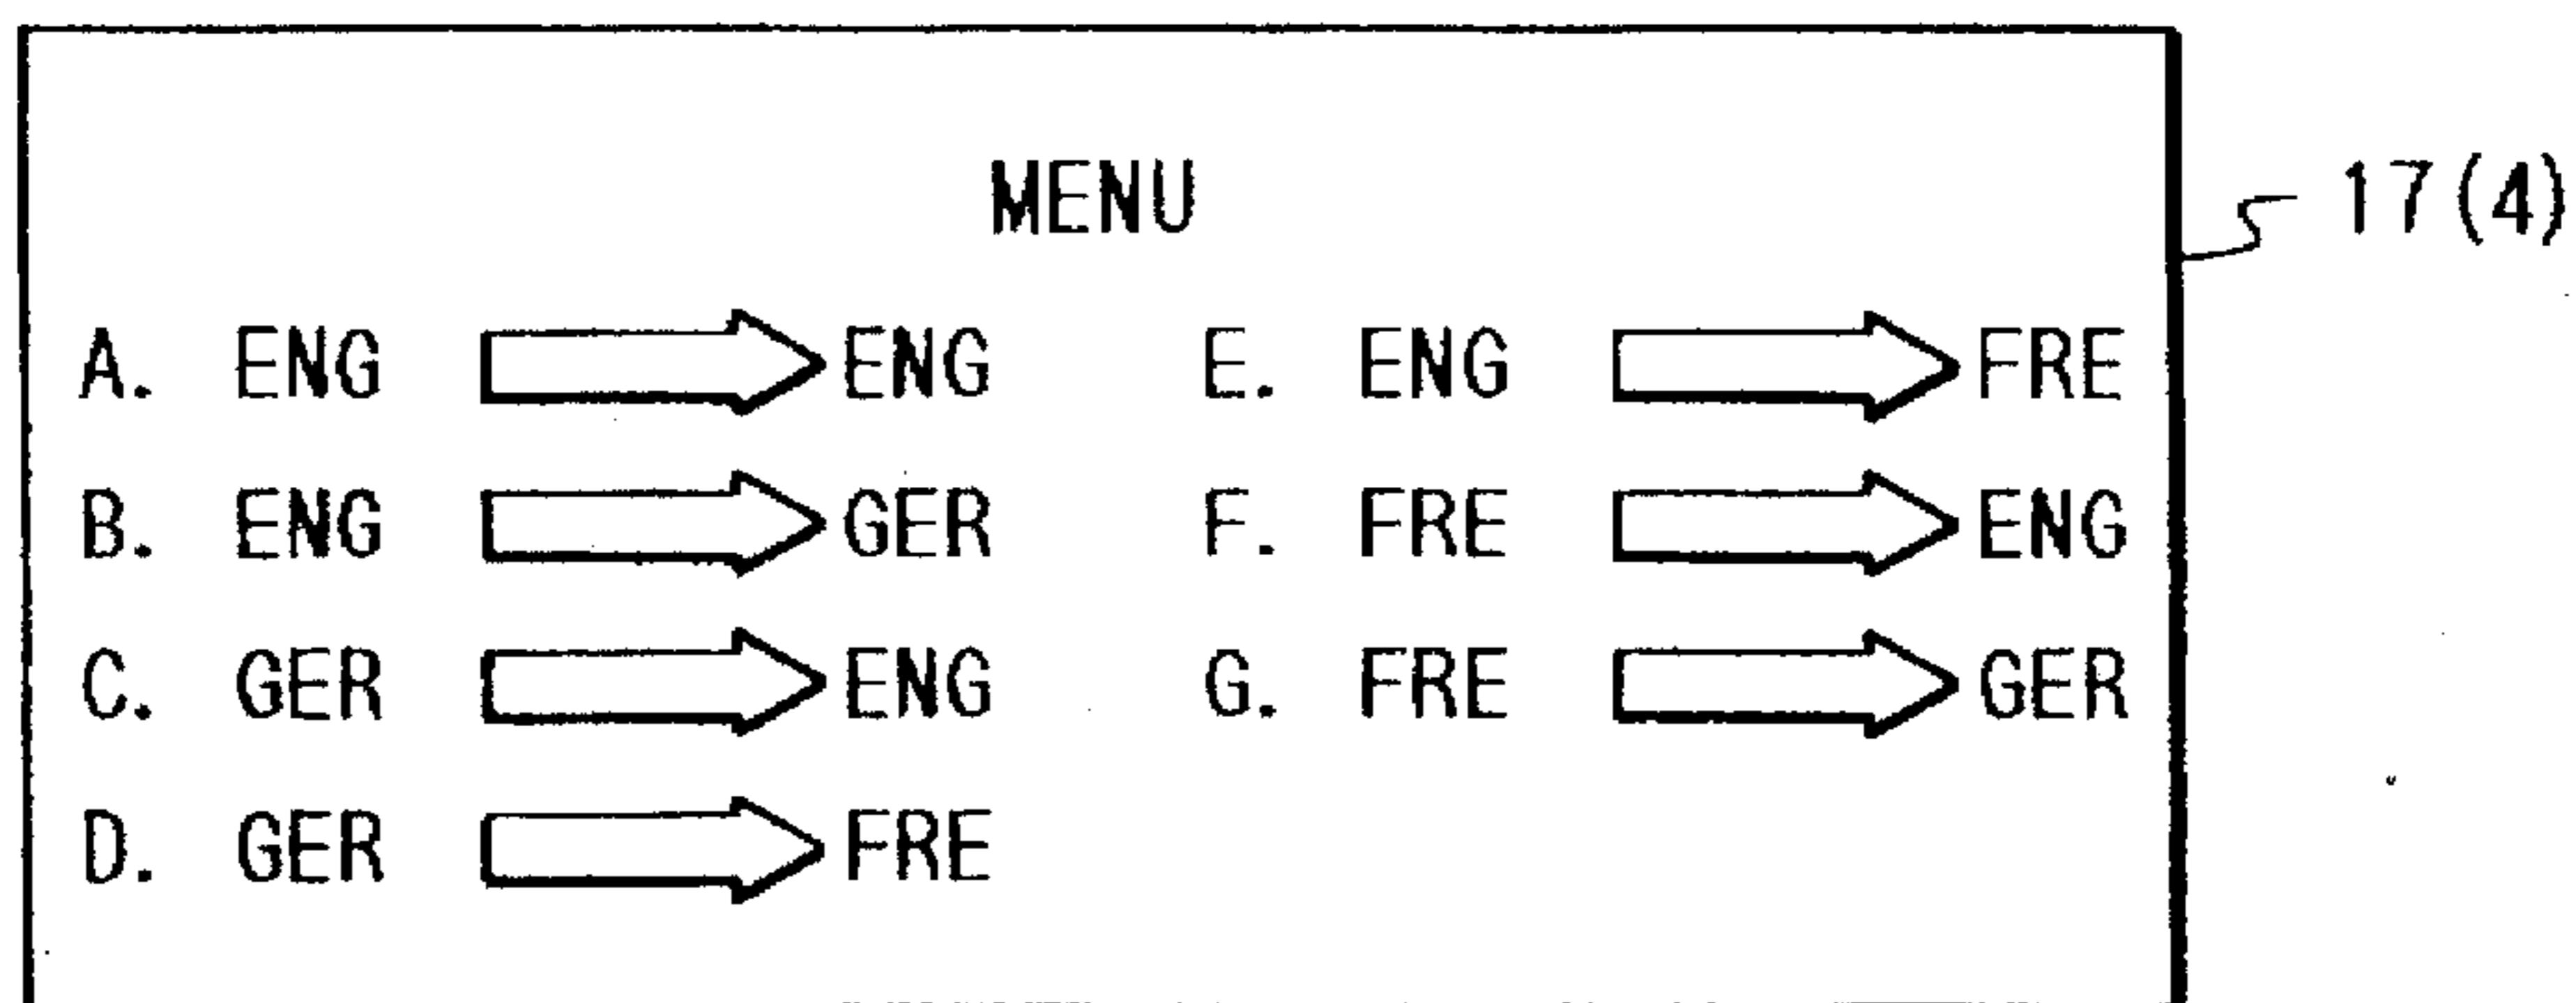 MENU
17(4)
A. ENG ENG E. ENG FRE
B. ENG GER F. FRE ENG
C. GER ENG G. FRE GER
D. GER FRE